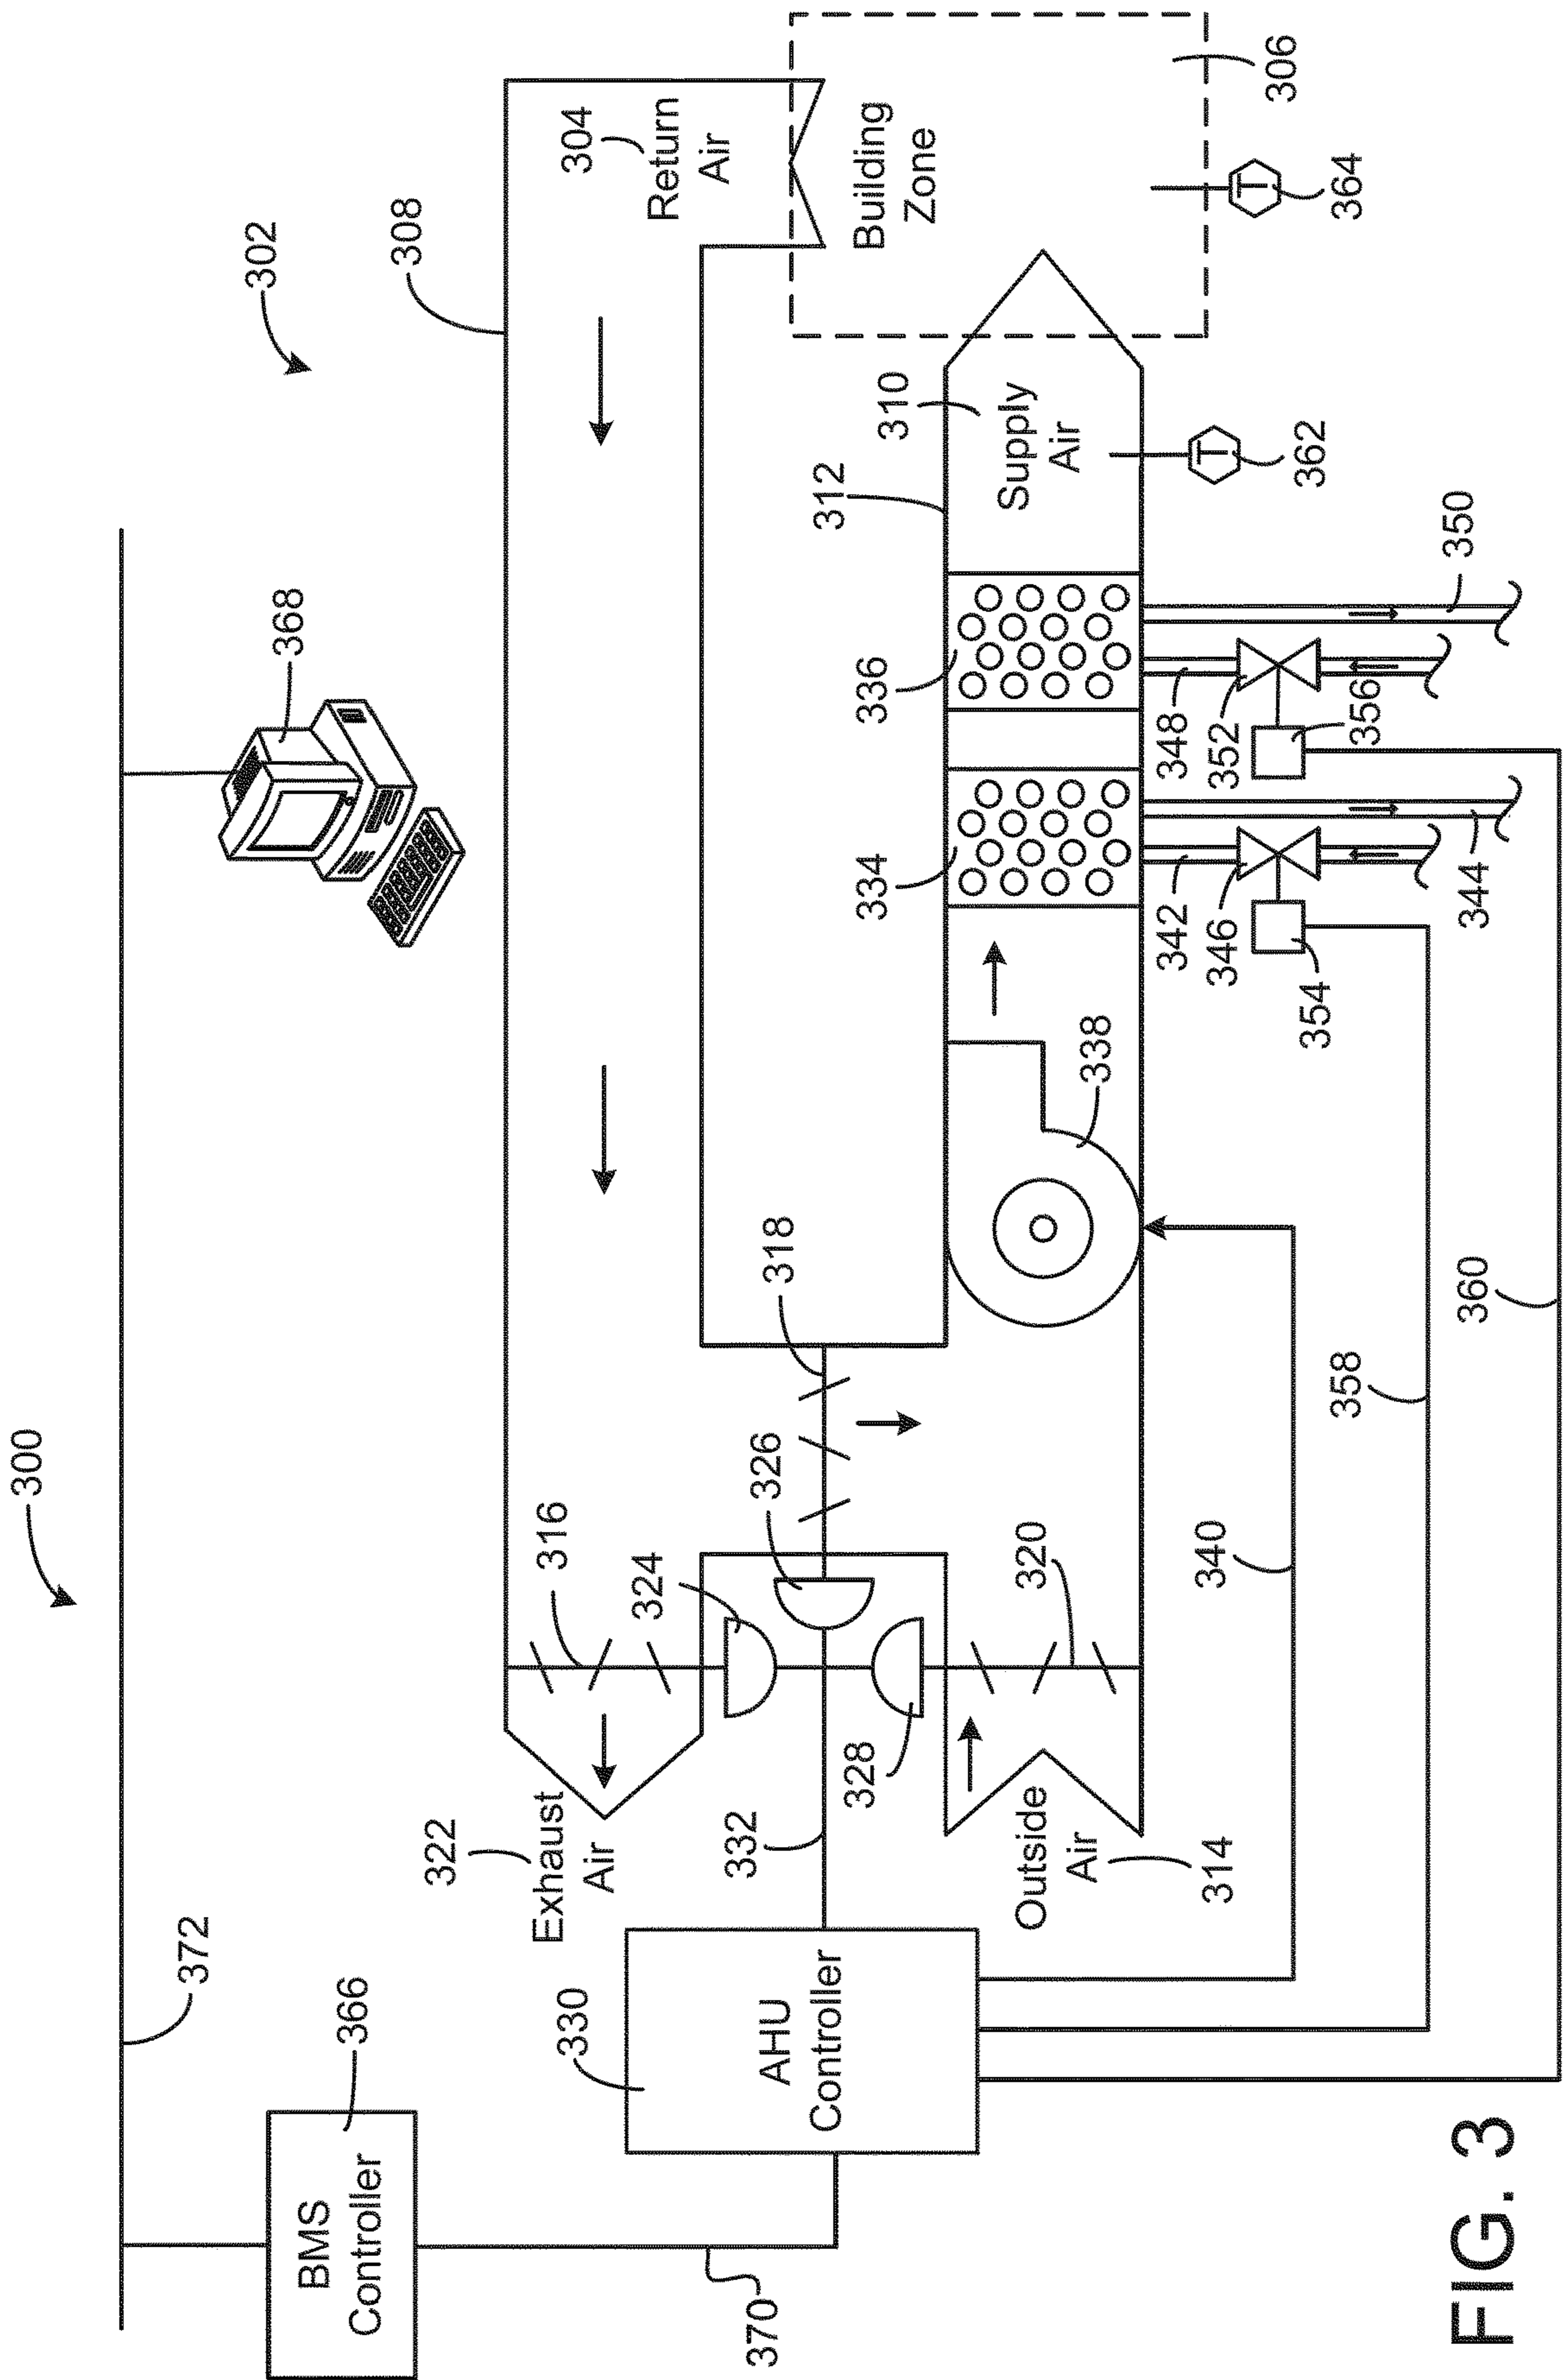 300
372
366
BMS
Controller
370
368
302
308
304
Return
Air
Building
Zone
306
364
316
324
326
318
322
Exhaust
Air
332
328
320
330
AHU
Controller
Outside
Air
314
338
334
336
312
310
Supply
Air
362
342
346
354
344
348
352
356
350
340
358
360
T
T
FIG. 3